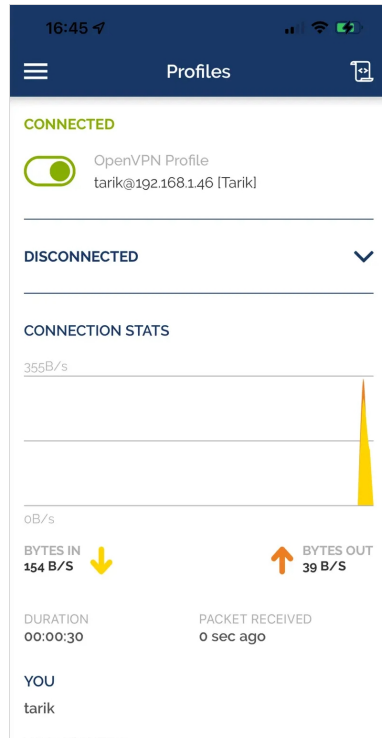 16:45
Profiles
CONNECTED
OpenVPN Profile
tarik@192.168.1.46 [Tarik]
DISCONNECTED
CONNECTION STATS
355B/s
0B/s
BYTES IN
154 B/S
BYTES OUT
39 B/S
DURATION
00:00:30
PACKET RECEIVED
0 sec ago
YOU
tarik